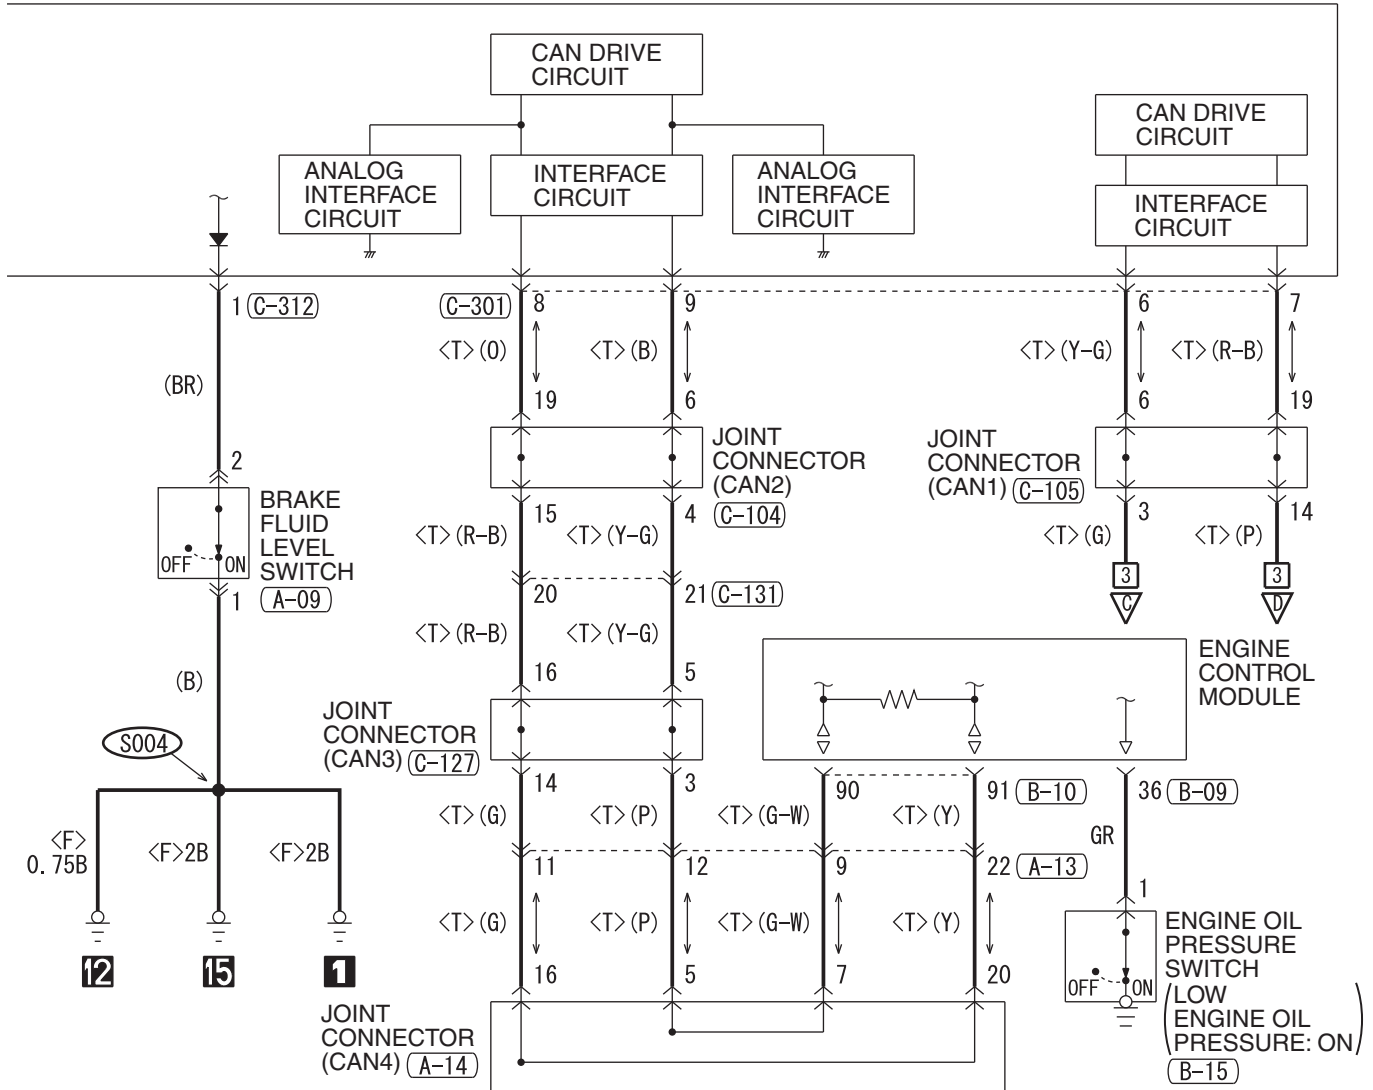 CAN DRIVE
CIRCUIT
CAN DRIVE
CIRCUIT
ANALOG
INTERFACE
CIRCUIT
INTERFACE
CIRCUIT
ANALOG
INTERFACE
CIRCUIT
INTERFACE
CIRCUIT
1 C-312
C-301 8
9
6
7
<T>(O)
<T>(B)
<T>(Y-G)
<T>(R-B)
(BR)
19
6
6
19
JOINT
CONNECTOR
(CAN2)
C-104
JOINT
CONNECTOR
(CAN1) C-105
2
BRAKE
FLUID
LEVEL
SWITCH
A-09
OFF
ON
1
15
4
3
14
<T>(R-B)
<T>(Y-G)
<T>(G)
<T>(P)
3
3
C
D
20
21 C-131
<T>(R-B)
<T>(Y-G)
16
5
ENGINE
CONTROL
MODULE
(B)
S004
JOINT
CONNECTOR
(CAN3) C-127
14
3
90
91 B-10
36 B-09
<F>
0.75B
<F>2B
<F>2B
<T>(G)
<T>(P)
<T>(G-W)
<T>(Y)
GR
11
12
9
22 A-13
1
<T>(G)
<T>(P)
<T>(G-W)
<T>(Y)
12
15
1
16
5
7
20
ENGINE OIL
PRESSURE
SWITCH
(LOW
ENGINE OIL
PRESSURE: ON)
B-15
OFF
ON
JOINT
CONNECTOR
(CAN4) A-14